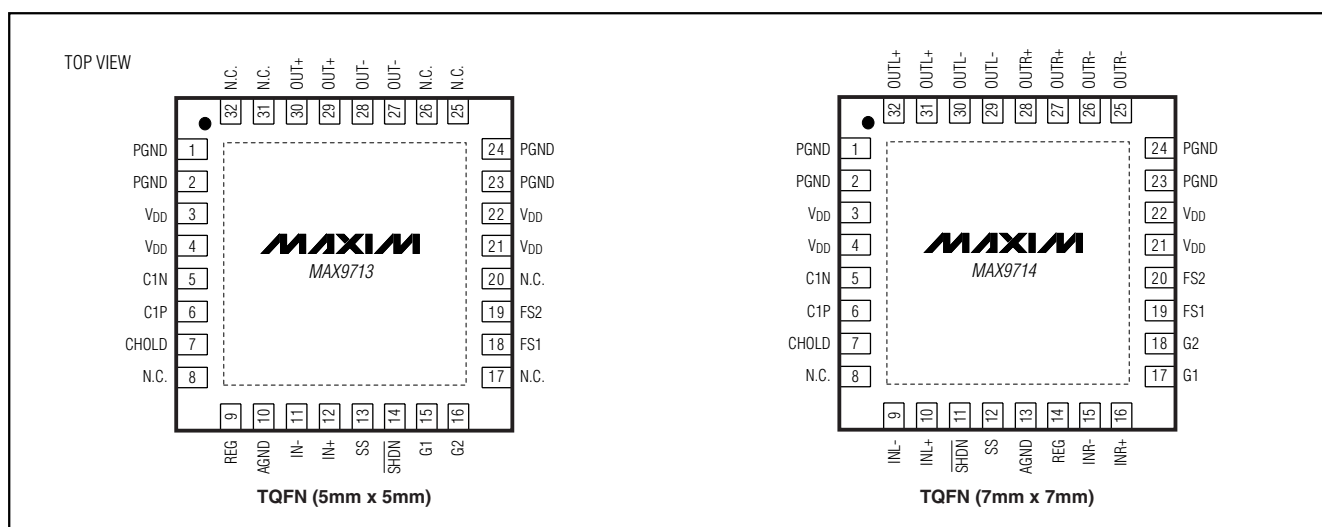 TOP VIEW
N.C. N.C. OUT+ OUT+ OUT- OUT- N.C. N.C.
32 31 30 29 28 27 26 25
PGND 1 24 PGND
PGND 2 23 PGND
VDD 3 22 VDD
VDD 4 21 VDD
C1N 5 20 N.C.
C1P 6 19 FS2
CHOLD 7 18 FS1
N.C. 8 17 N.C.
MAXIM
MAX9713
9 10 11 12 13 14 15 16
REG AGND IN- IN+ SS SHDN G1 G2
TQFN (5mm x 5mm)
OUTL+ OUTL+ OUTL- OUTL- OUTR+ OUTR+ OUTR- OUTR-
32 31 30 29 28 27 26 25
PGND 1 24 PGND
PGND 2 23 PGND
VDD 3 22 VDD
VDD 4 21 VDD
C1N 5 20 FS2
C1P 6 19 FS1
CHOLD 7 18 G2
N.C. 8 17 G1
MAXIM
MAX9714
9 10 11 12 13 14 15 16
INL- INL+ SHDN SS AGND REG INR- INR+
TQFN (7mm x 7mm)